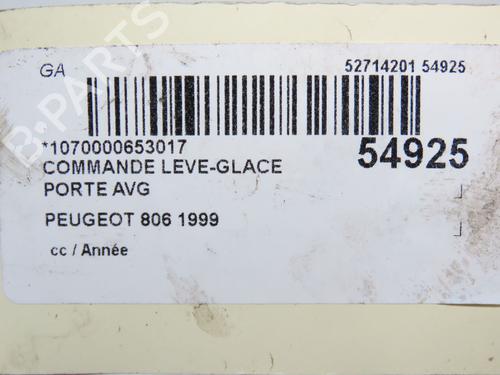 GA
52714201 54925
*1070000653017
54925
COMMANDE LEVE-GLACE
PORTE AVG
PEUGEOT 806 1999
cc / Année
B-PARTS